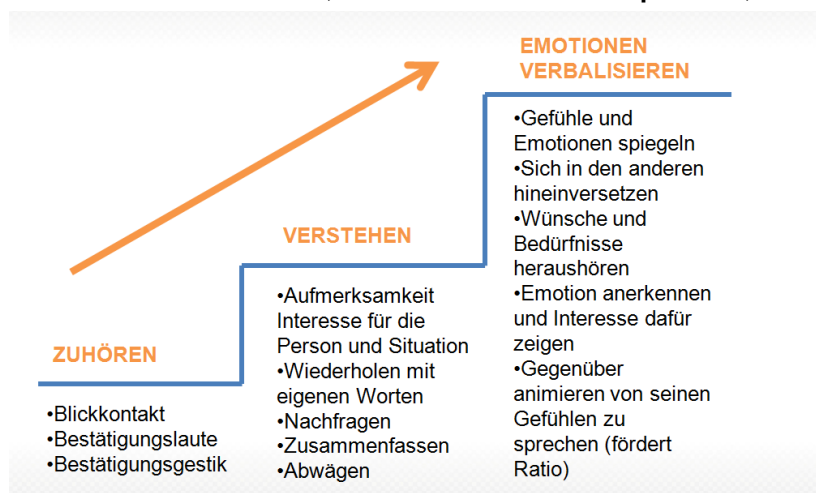 EMOTIONEN
VERBALISIEREN
•Gefühle und
Emotionen spiegeln
•Sich in den anderen
hineinversetzen
•Wünsche und
Bedürfnisse
heraushören
•Emotion anerkennen
und Interesse dafür
zeigen
•Gegenüber
animieren von seinen
Gefühlen zu
sprechen (fördert
Ratio)
VERSTEHEN
•Aufmerksamkeit
Interesse für die
Person und Situation
•Wiederholen mit
eigenen Worten
•Nachfragen
•Zusammenfassen
•Abwägen
ZUHÖREN
•Blickkontakt
•Bestätigungslaute
•Bestätigungsgestik